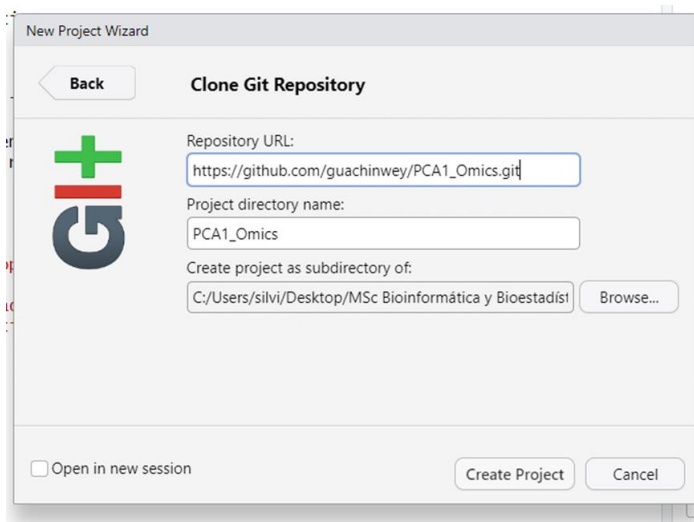 New Project Wizard
Back
Clone Git Repository
GIT
Repository URL:
https://github.com/guachinwey/PCA1_Omics.git
Project directory name:
PCA1_Omics
Create project as subdirectory of:
C:/Users/silvi/Desktop/MSc Bioinformática y Bioestadíst
Browse...
Open in new session
Create Project
Cancel